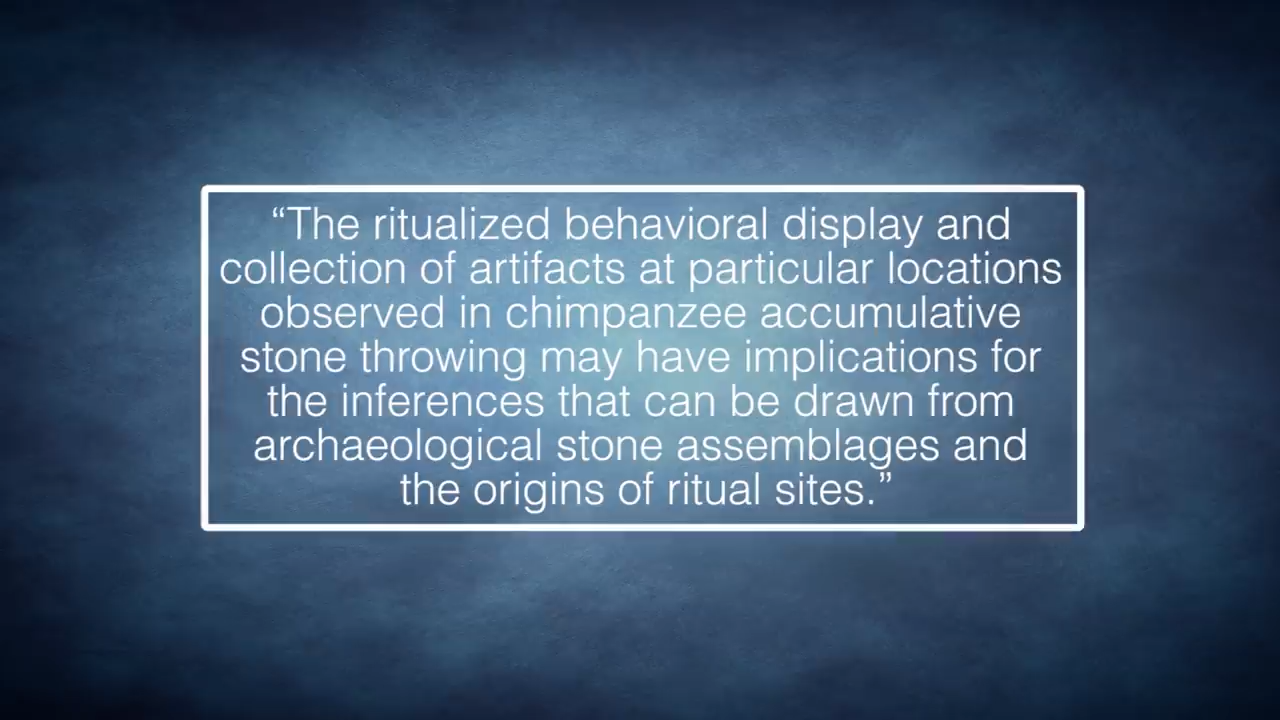 “The ritualized behavioral display and
collection of artifacts at particular locations
observed in chimpanzee accumulative
stone throwing may have implications for
the inferences that can be drawn from
archaeological stone assemblages and
the origins of ritual sites.”